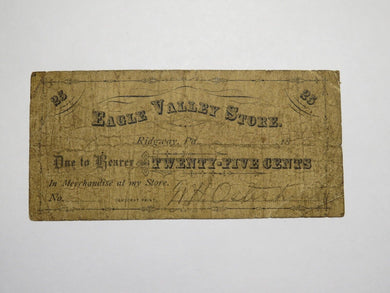 25 25
EAGLE VALLEY STORE.
Ridgway, Pa. 18
Due to Bearer TWENTY-FIVE CENTS
In Merchandise at my Store.
No.